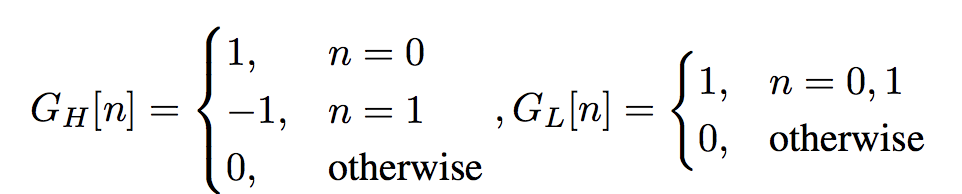 G_H[n] = { 1, n = 0
−1, n = 1
0, otherwise
, G_L[n] = { 1, n = 0, 1
0, otherwise